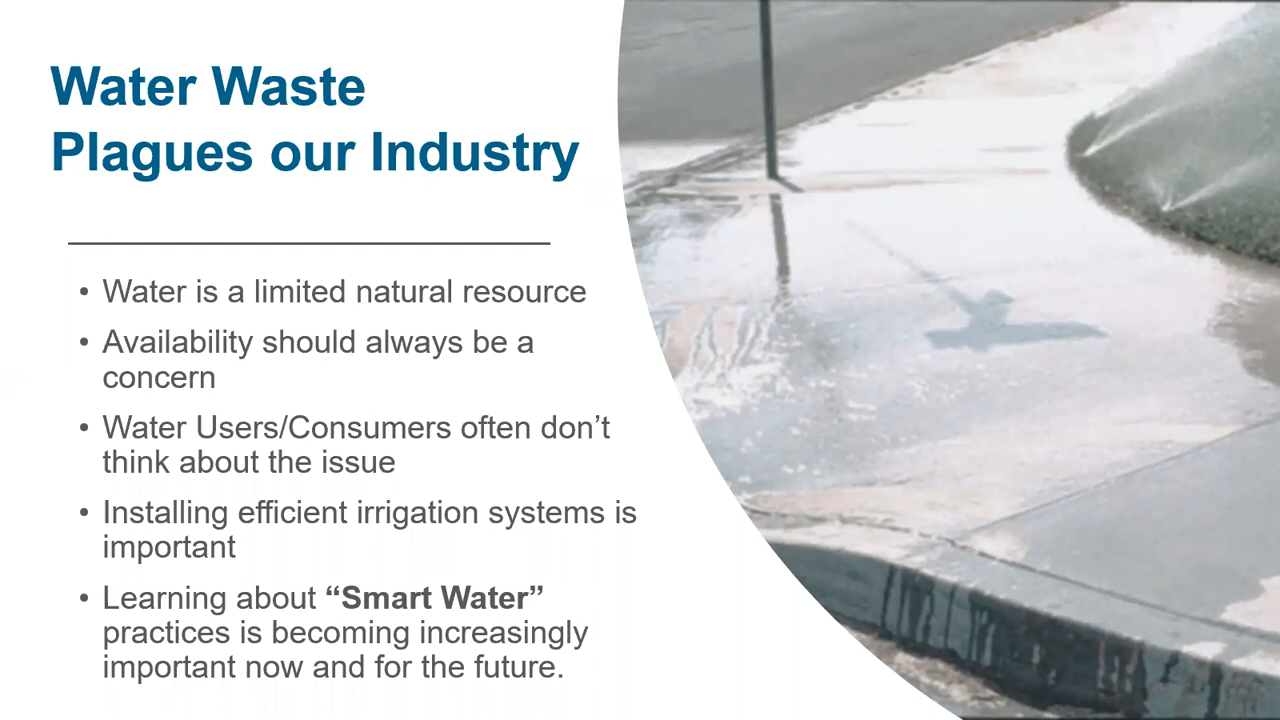 Water Waste
Plagues our Industry
• Water is a limited natural resource
• Availability should always be a
concern
• Water Users/Consumers often don’t
think about the issue
• Installing efficient irrigation systems is
important
• Learning about “Smart Water”
practices is becoming increasingly
important now and for the future.